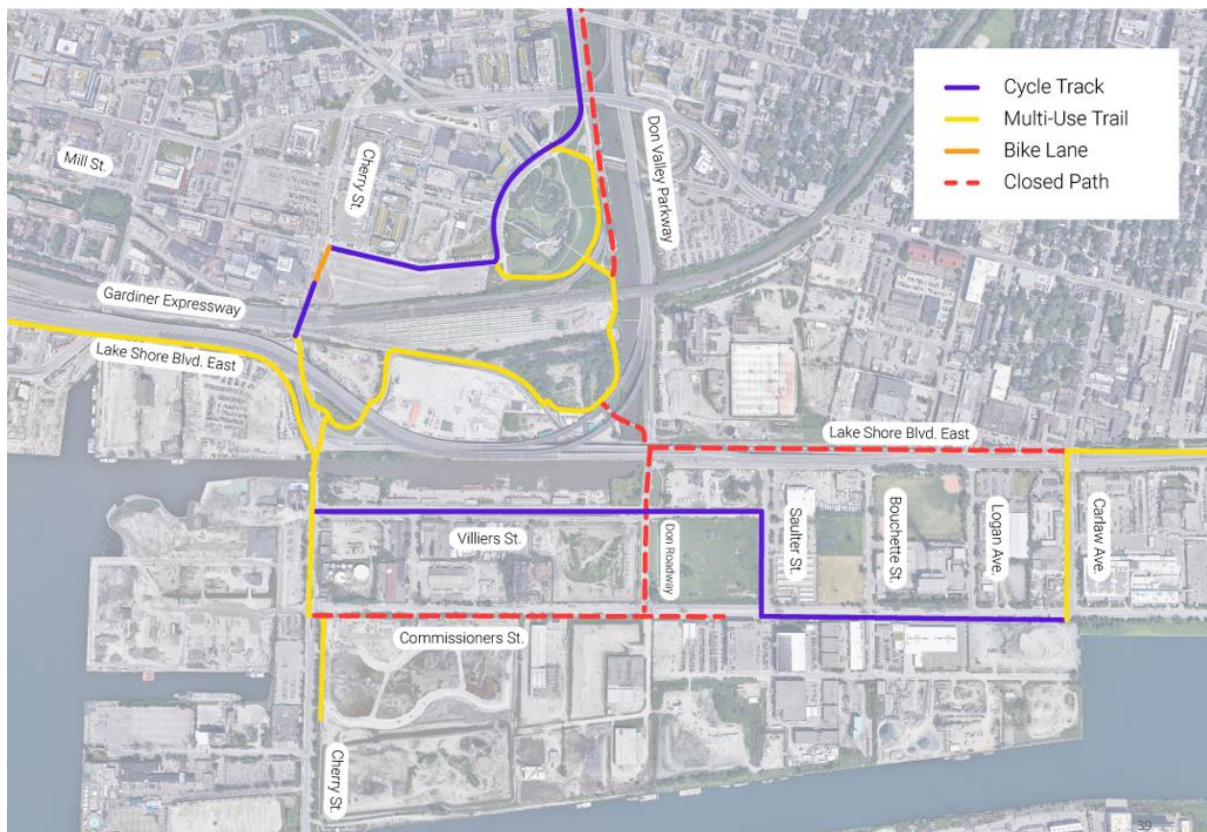 Cycle Track
Multi-Use Trail
Bike Lane
Closed Path
Mill St.
Cherry St.
Don Valley Parkway
Gardiner Expressway
Lake Shore Blvd. East
Lake Shore Blvd. East
Villiers St.
Don Roadway
Saulter St.
Bouchette St.
Logan Ave.
Carlaw Ave.
Commissioners St.
Cherry St.
39